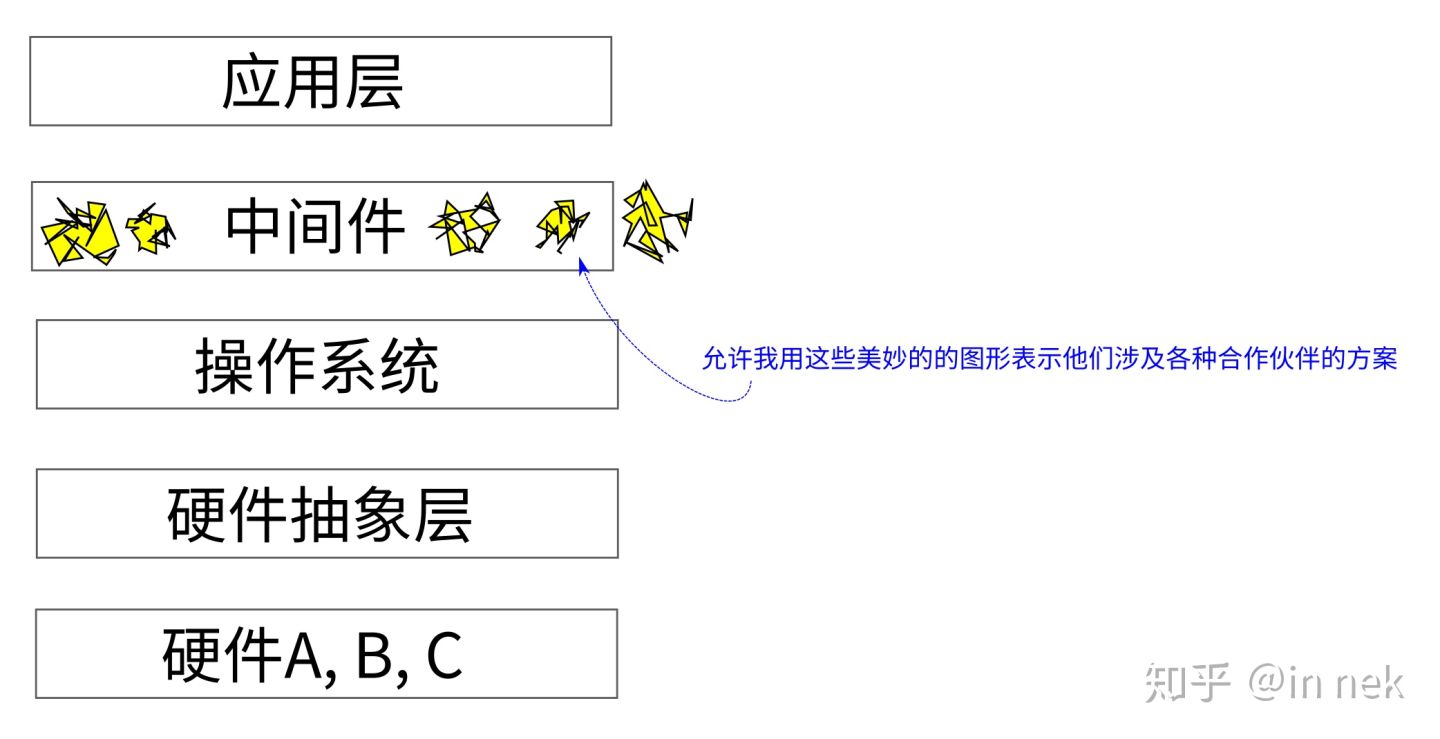 应用层
中间件
操作系统
允许我用这些美妙的的图形表示他们涉及各种合作伙伴的方案
硬件抽象层
硬件A, B, C
知乎 @in nek